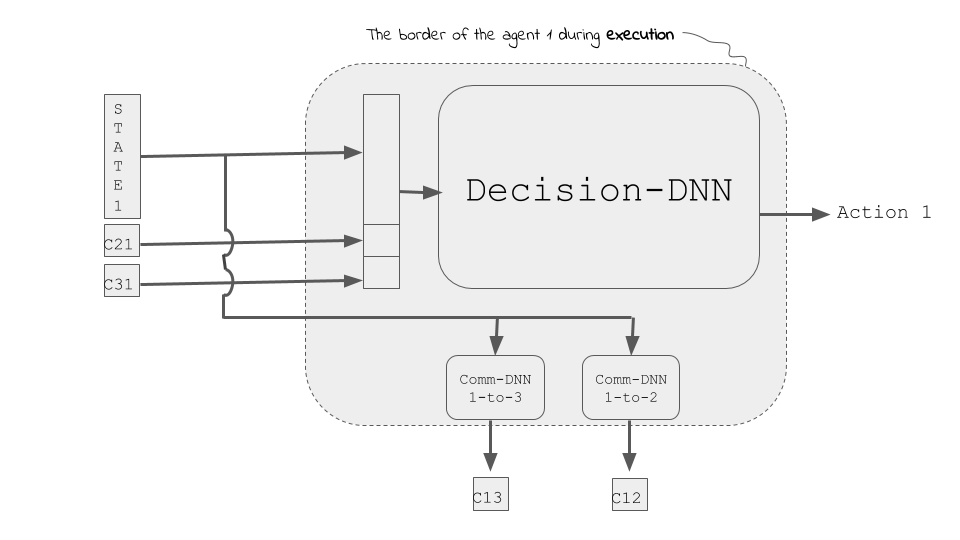 The border of the agent 1 during execution
S
T
A
T
E
1
C21
C31
Decision-DNN
Action 1
Comm-DNN
1-to-3
Comm-DNN
1-to-2
C13
C12